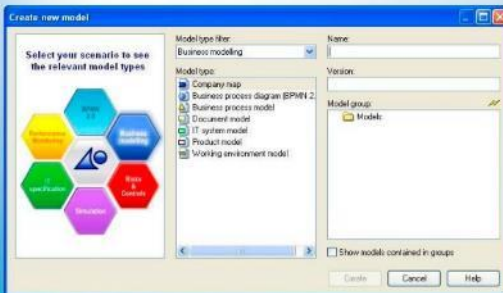 Create new model
Select your scenario to see
the relevant model types
BPMN
2.0
Performance
Monitoring
Business
modelling
IT
specification
Risks
&
Controls
Simulation
Model type filter:
Business modelling
Model type:
Company map
Business process diagram (BPMN 2.
Business process model
Document model
IT system model
Product model
Working environment model
Name:
Version:
Model group:
Models
Show models contained in groups
Create
Cancel
Help